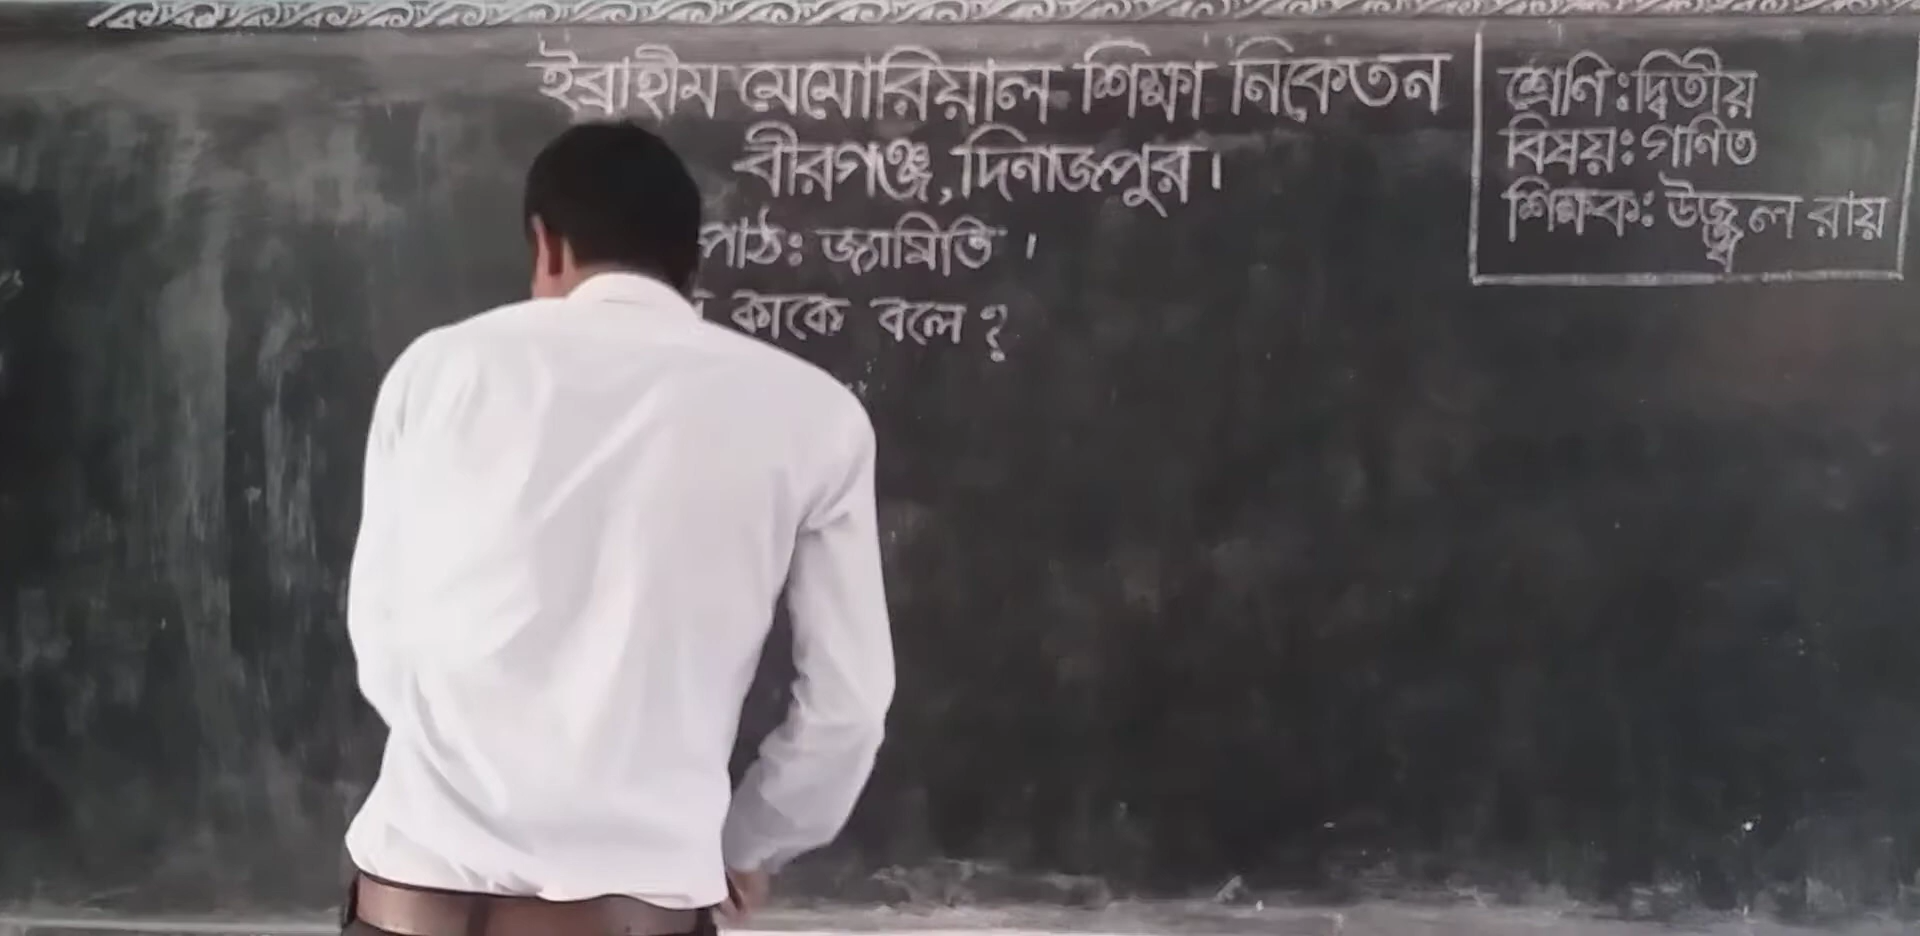 ইব্রাহীম মেমোরিয়াল শিক্ষা নিকেতন
বীরগঞ্জ, দিনাজপুর।
পাঠঃ জ্যামিতি।
কাকে বলে?
শ্রেণি:দ্বিতীয়
বিষয়ঃ গণিত
শিক্ষক: উজ্জ্বল রায়